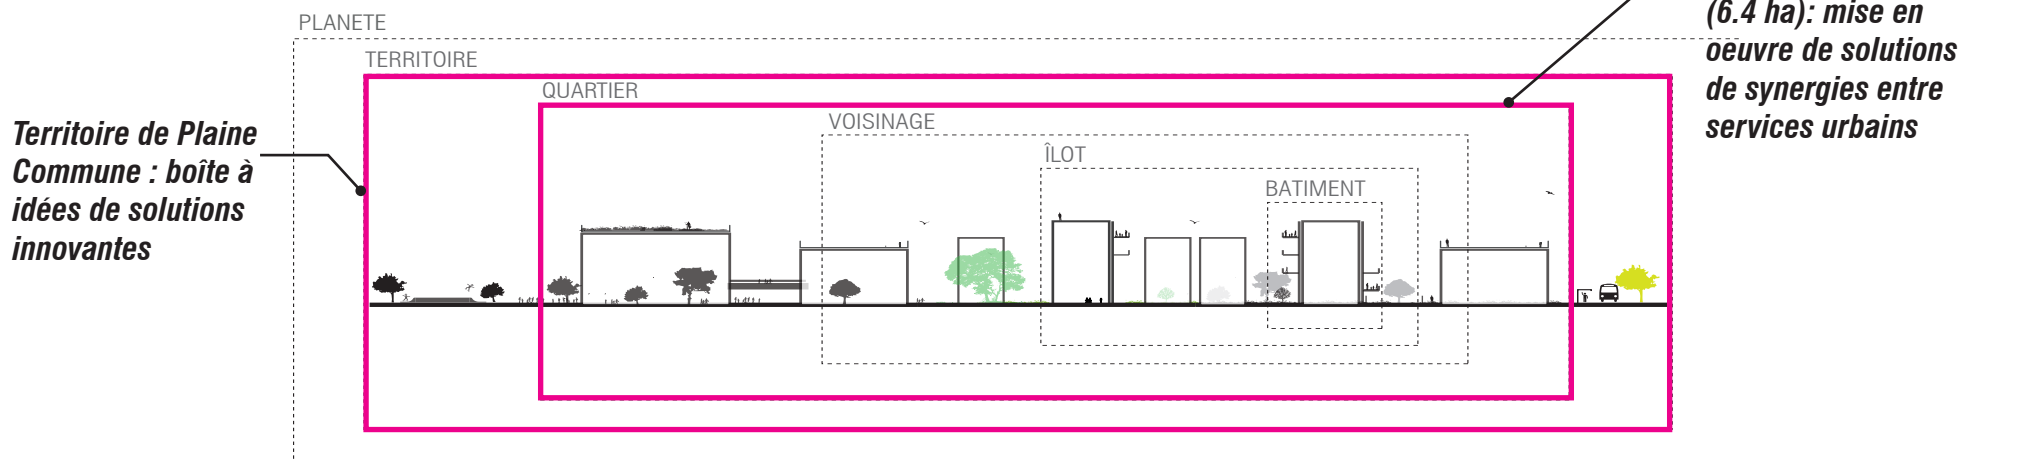 PLANETE
TERRITOIRE
QUARTIER
VOISINAGE
ÎLOT
BATIMENT
Territoire de Plaine
Commune : boîte à
idées de solutions
innovantes
(6.4 ha): mise en
oeuvre de solutions
de synergies entre
services urbains